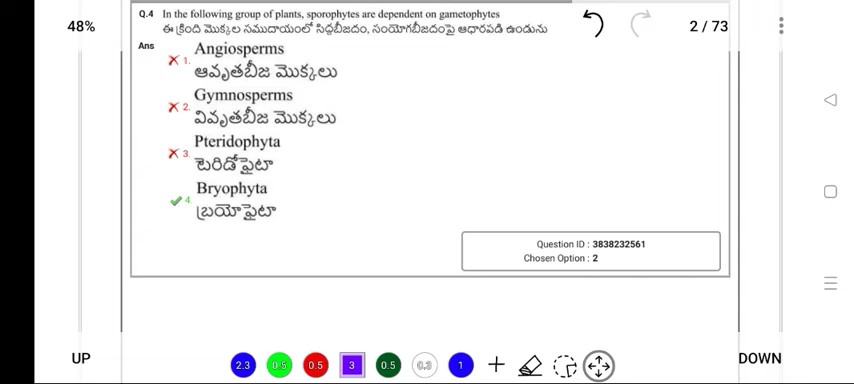 48%
Q.4 In the following group of plants, sporophytes are dependent on gametophytes
ఈ క్రింది మొక్కల సముదాయంలో సిద్ధబీజదం, సంయోగబీజదంపై ఆధారపడి ఉండును
2 / 73
Ans
1. Angiosperms
ఆవృతబీజ మొక్కలు
2. Gymnosperms
వివృతబీజ మొక్కలు
3. Pteridophyta
టెరిడోఫైటా
4. Bryophyta
బ్రయోఫైటా
Question ID : 3838232561
Chosen Option : 2
UP
2.3 0.5 0.5 3 0.5 0.3 1
DOWN